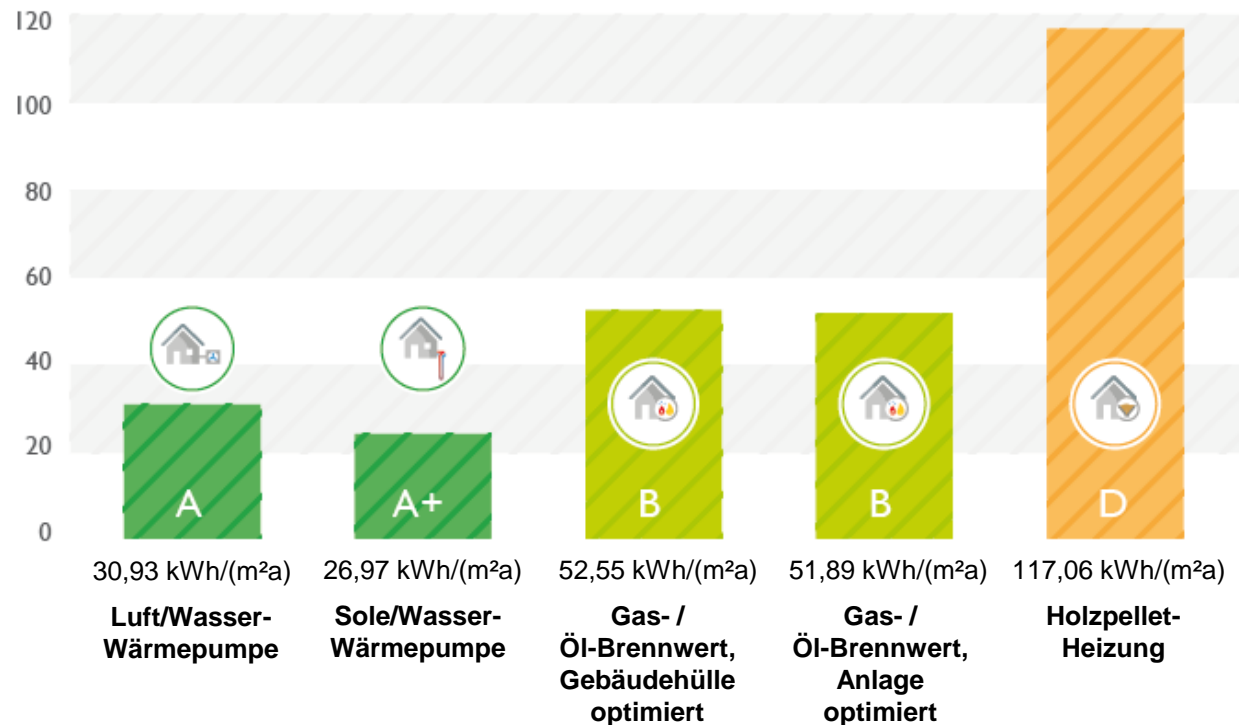 120
100
80
60
40
20
0
A
A+
B
B
D
30,93 kWh/(m²a)
26,97 kWh/(m²a)
52,55 kWh/(m²a)
51,89 kWh/(m²a)
117,06 kWh/(m²a)
Luft/Wasser-
Wärmepumpe
Sole/Wasser-
Wärmepumpe
Gas- /
Öl-Brennwert,
Gebäudehülle
optimiert
Gas- /
Öl-Brennwert,
Anlage
optimiert
Holzpellet-
Heizung